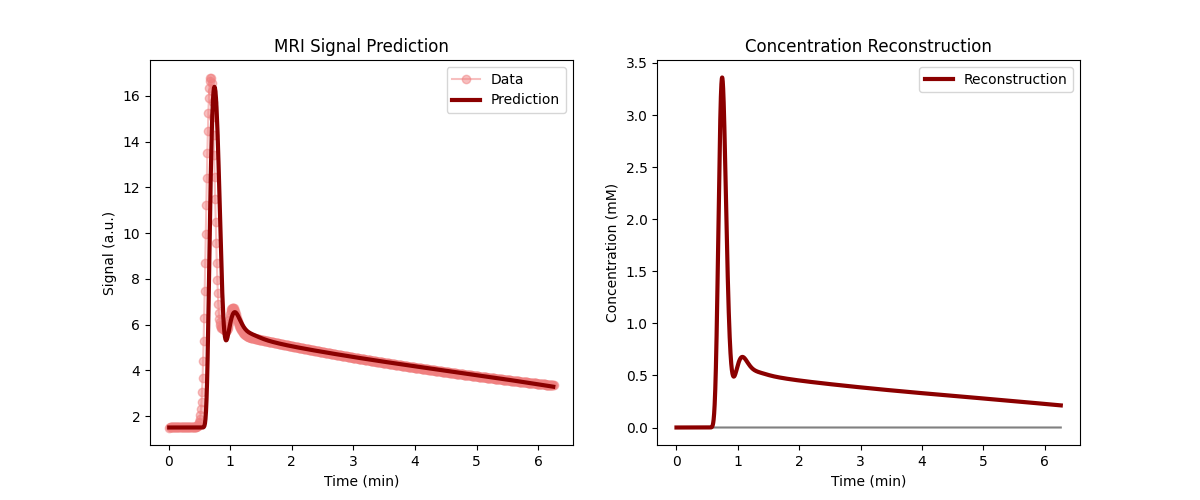 MRI Signal Prediction
Data
Prediction
16
14
12
10
8
6
4
2
Signal (a.u.)
0 1 2 3 4 5 6
Time (min)
Concentration Reconstruction
Reconstruction
3.5
3.0
2.5
2.0
1.5
1.0
0.5
0.0
Concentration (mM)
0 1 2 3 4 5 6
Time (min)